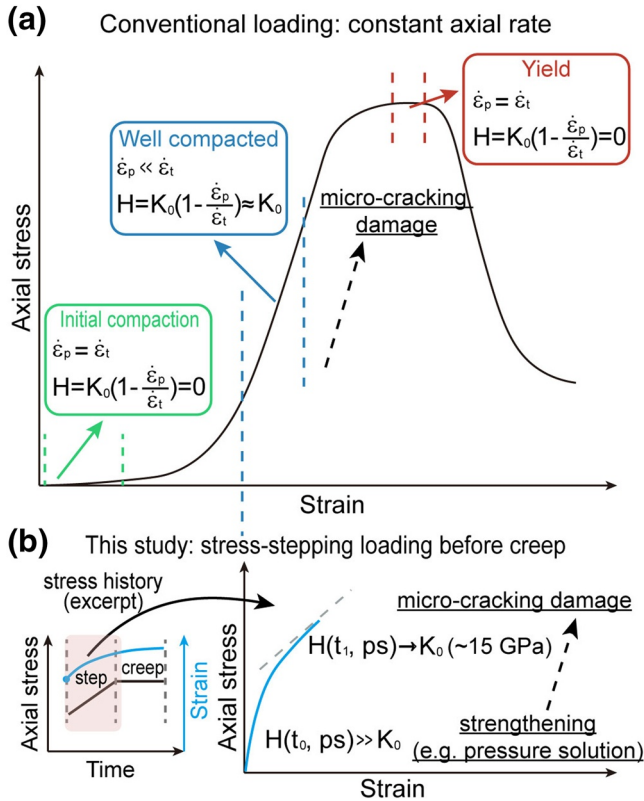 (a)
Conventional loading: constant axial rate
Yield
ε̇ₚ = ε̇ₜ
H=K₀(1-ε̇ₚ/ε̇ₜ)=0
Well compacted
ε̇ₚ ≪ ε̇ₜ
H=K₀(1-ε̇ₚ/ε̇ₜ)≈K₀
micro-cracking
damage
Initial compaction
ε̇ₚ = ε̇ₜ
H=K₀(1-ε̇ₚ/ε̇ₜ)=0
Axial stress
Strain
(b)
This study: stress-stepping loading before creep
stress history
(excerpt)
step
creep
Axial stress
Strain
Time
Axial stress
H(t₁, ps)→K₀ (~15 GPa)
H(t₀, ps)≫K₀
micro-cracking damage
strengthening
(e.g. pressure solution)
Strain